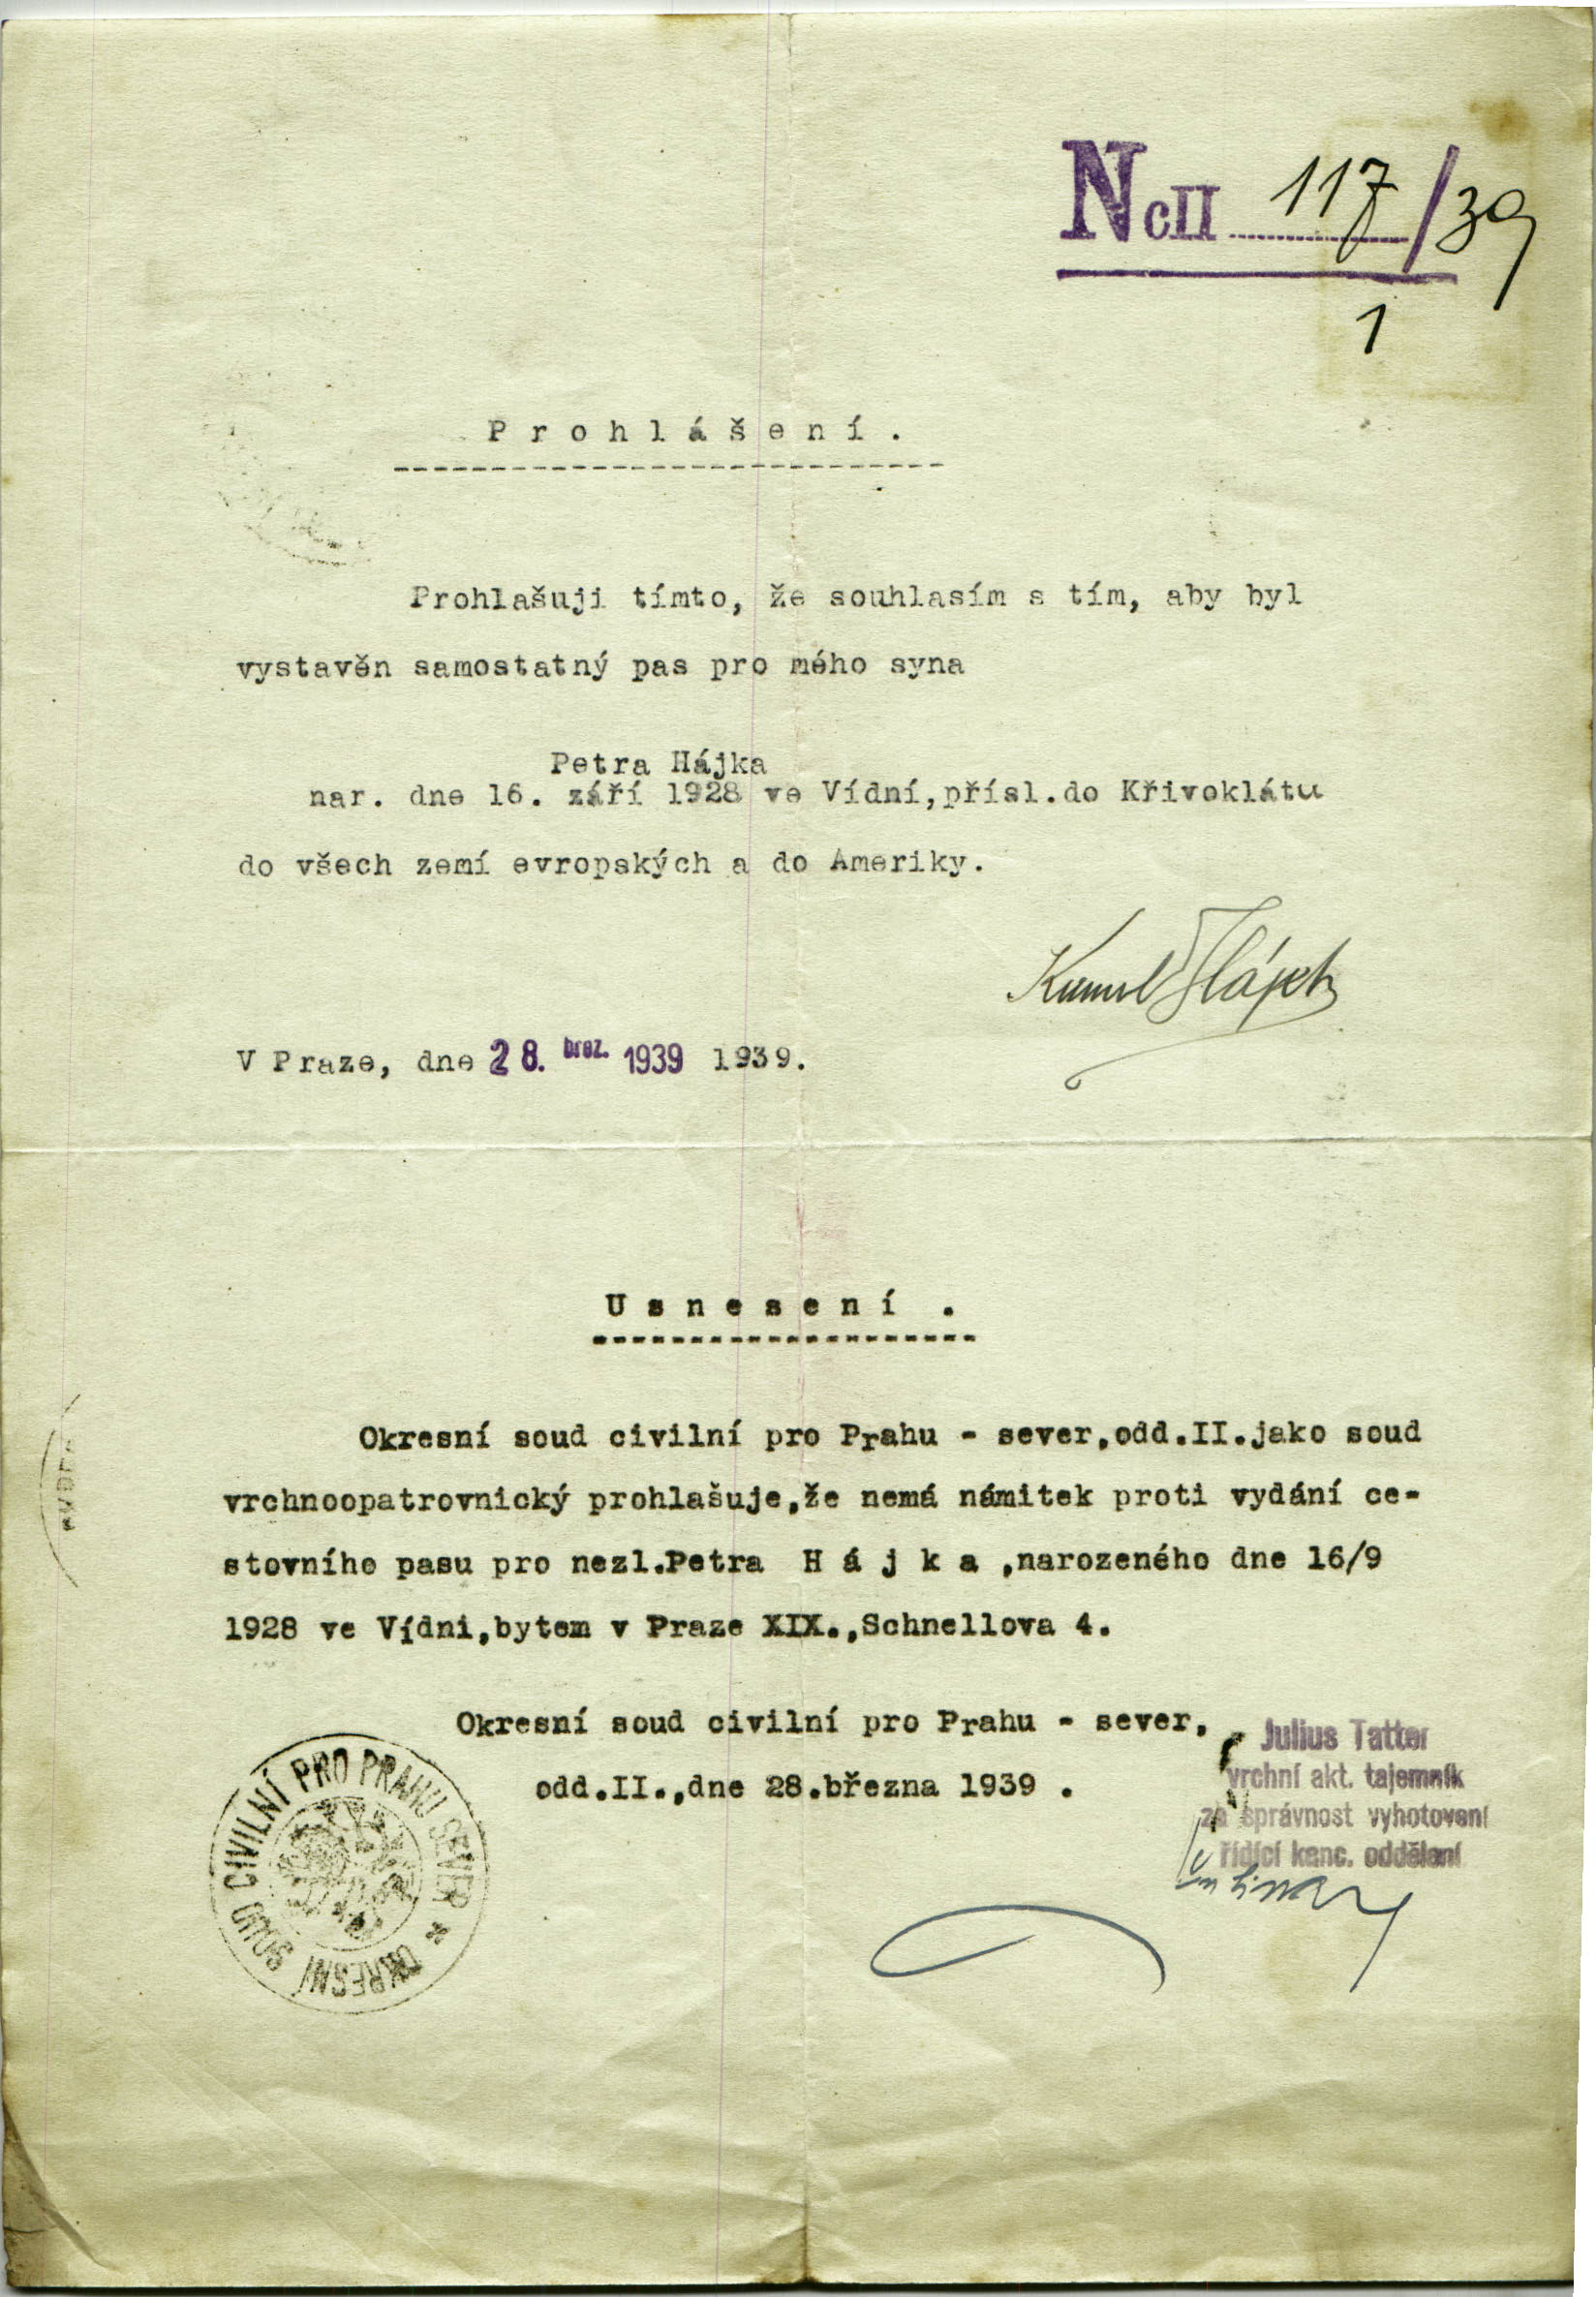 NcII 117/39
1
Prohlášení.
Prohlašuji tímto, že souhlasím s tím, aby byl
vystavěn samostatný pas pro mého syna
Petra Hájka
nar. dne 16. září 1928 ve Vídní,přísl.do Křivoklátu
do všech zemí evropských a do Ameriky.
Kamil Hájek
V Praze, dne 28. břez. 1939 1939.
Usnesení .
Okresní soud civilní pro Prahu - sever,odd.II.jako soud
vrchnoopatrovnický prohlašuje,že nemá námitek proti vydání ce-
stovního pasu pro nezl.Petra H á j k a ,narozeného dne 16/9
1928 ve Vídni,bytem v Praze XIX.,Schnellova 4.
Okresní soud civilní pro Prahu - sever,
odd.II.,dne 28.března 1939 .
Julius Tatter
vrchní akt. tajemník
za správnost vyhotovení
řídící kanc. oddělení
OKRESNÍ SOUD CIVILNÍ PRO PRAHU SEVER *